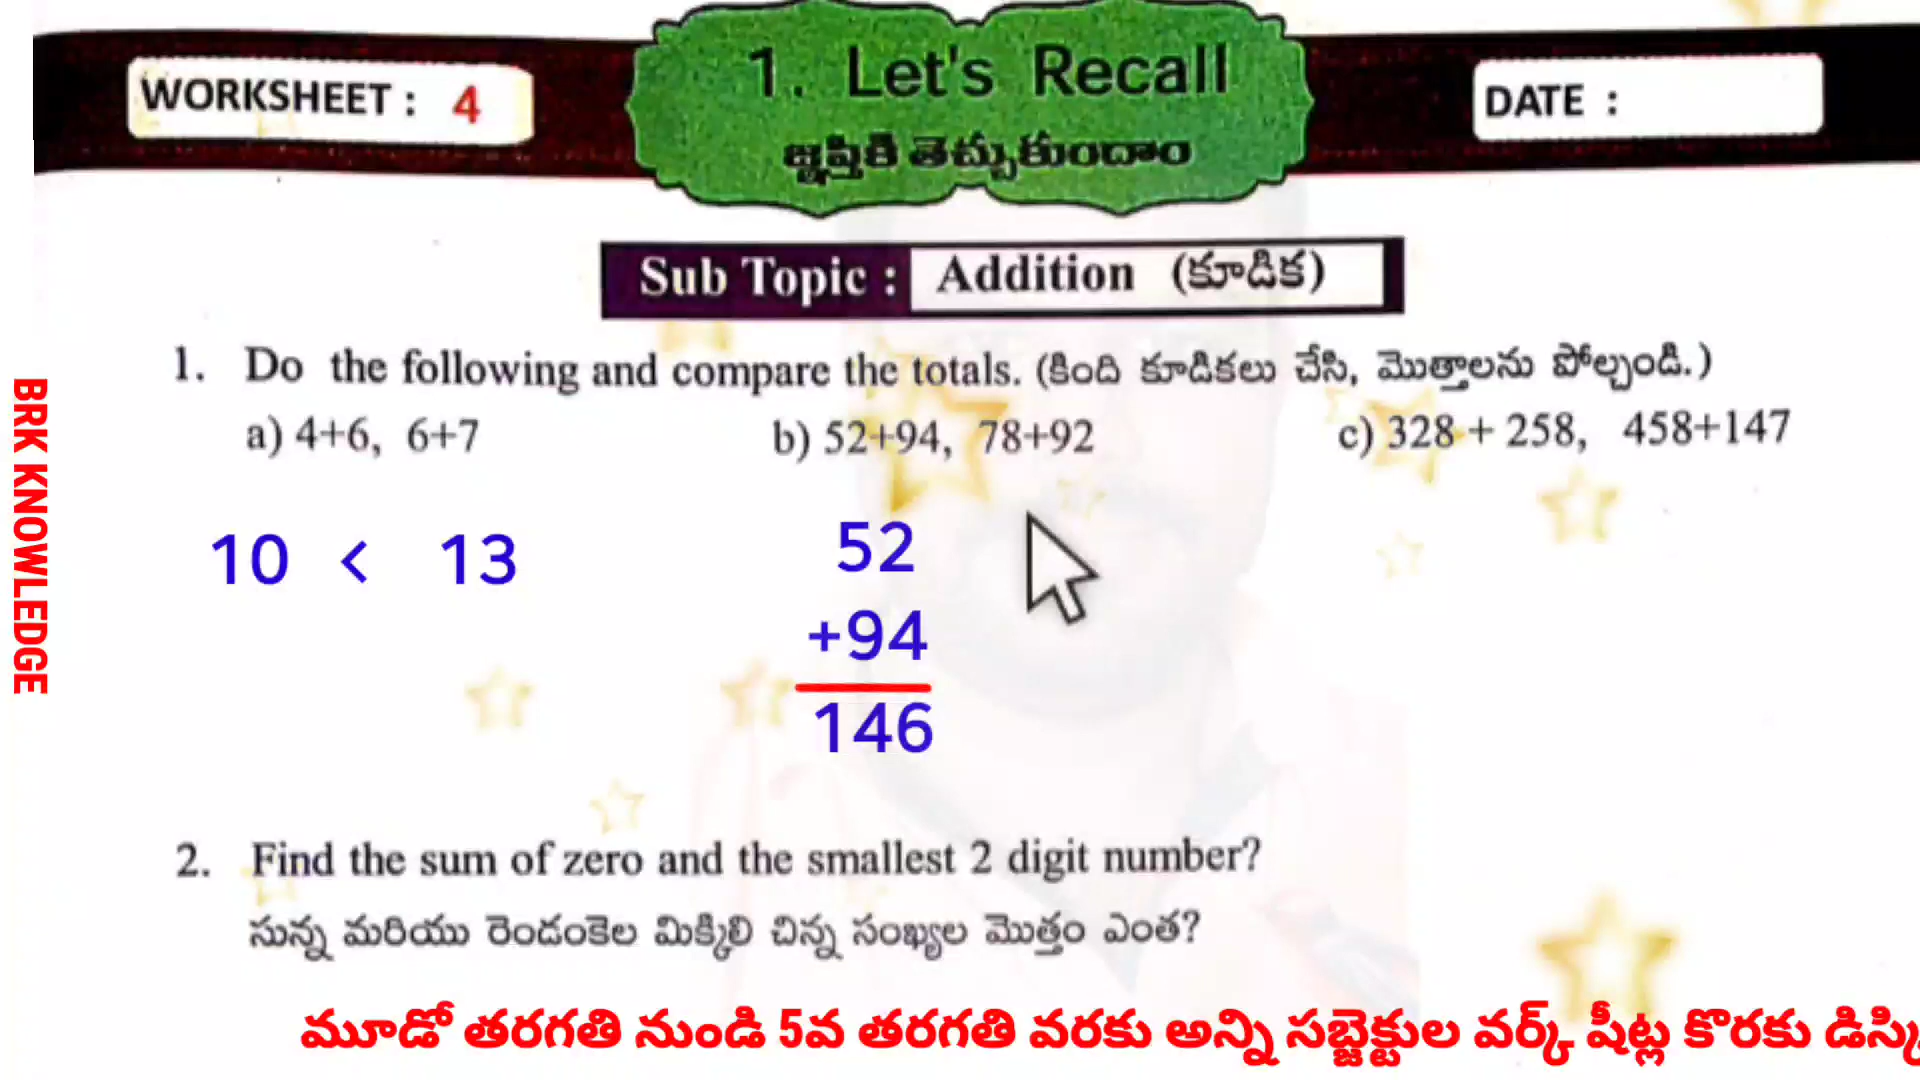 WORKSHEET : 4
1. Let's Recall
జ్ఞప్తికి తెచ్చుకుందాం
DATE :
Sub Topic : Addition (కూడిక)
1. Do the following and compare the totals. (కింది కూడికలు చేసి, మొత్తాలను పోల్చండి.)
a) 4+6, 6+7 b) 52+94, 78+92 c) 328 + 258, 458+147
10 < 13
52
+94
146
2. Find the sum of zero and the smallest 2 digit number?
సున్న మరియు రెండంకెల మిక్కిలి చిన్న సంఖ్యల మొత్తం ఎంత?
మూడో తరగతి నుండి 5వ తరగతి వరకు అన్ని సబ్జెక్టుల వర్క్ షీట్ల కొరకు
BRK KNOWLEDGE